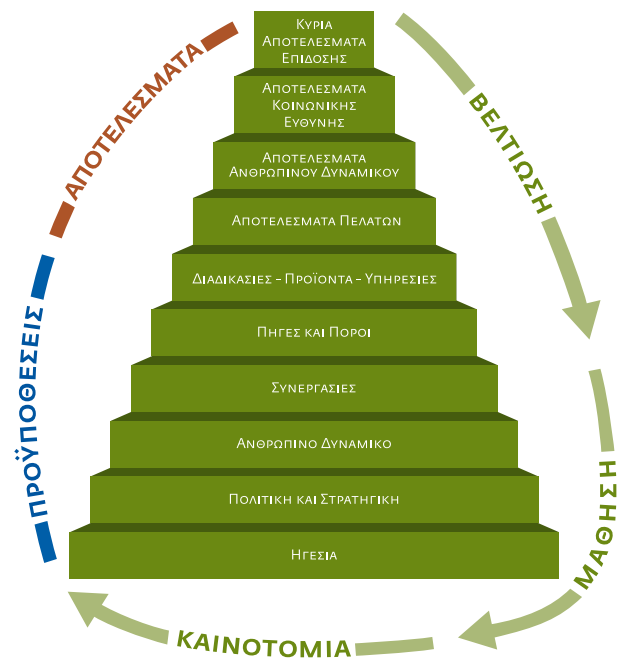 ΚΥΡΙΑ
ΑΠΟΤΕΛΕΣΜΑΤΑ
ΕΠΙΔΟΣΗΣ
ΑΠΟΤΕΛΕΣΜΑΤΑ
ΚΟΙΝΩΝΙΚΗΣ
ΕΥΘΥΝΗΣ
ΑΠΟΤΕΛΕΣΜΑΤΑ
ΑΝΘΡΩΠΙΝΟΥ ΔΥΝΑΜΙΚΟΥ
ΑΠΟΤΕΛΕΣΜΑΤΑ ΠΕΛΑΤΩΝ
ΔΙΑΔΙΚΑΣΙΕΣ – ΠΡΟΪΟΝΤΑ – ΥΠΗΡΕΣΙΕΣ
ΠΗΓΕΣ ΚΑΙ ΠΟΡΟΙ
ΣΥΝΕΡΓΑΣΙΕΣ
ΑΝΘΡΩΠΙΝΟ ΔΥΝΑΜΙΚΟ
ΠΟΛΙΤΙΚΗ ΚΑΙ ΣΤΡΑΤΗΓΙΚΗ
ΗΓΕΣΙΑ
ΑΠΟΤΕΛΕΣΜΑΤΑ
ΠΡΟΫΠΟΘΕΣΕΙΣ
ΒΕΛΤΙΩΣΗ
ΜΑΘΗΣΗ
ΚΑΙΝΟΤΟΜΙΑ